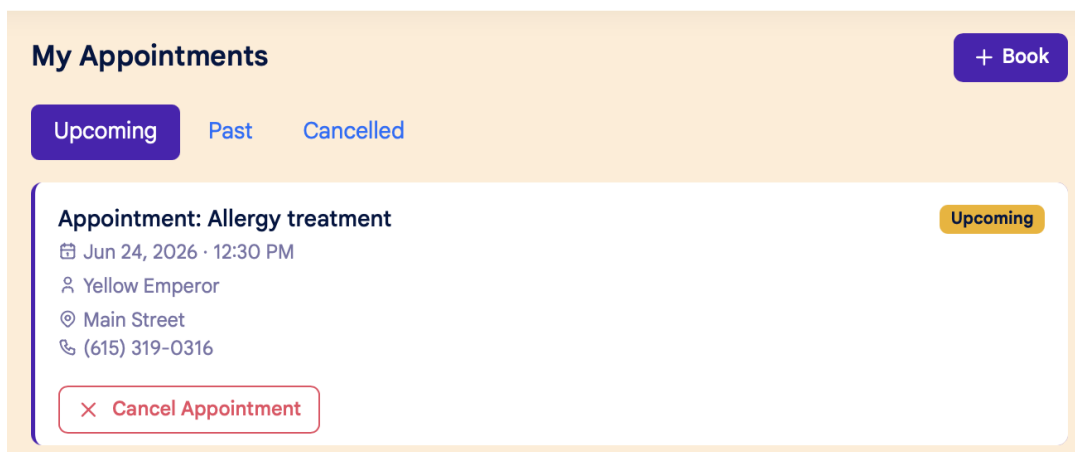 My Appointments
+ Book
Upcoming Past Cancelled
Appointment: Allergy treatment
Upcoming
Jun 24, 2026 · 12:30 PM
Yellow Emperor
Main Street
(615) 319-0316
Cancel Appointment